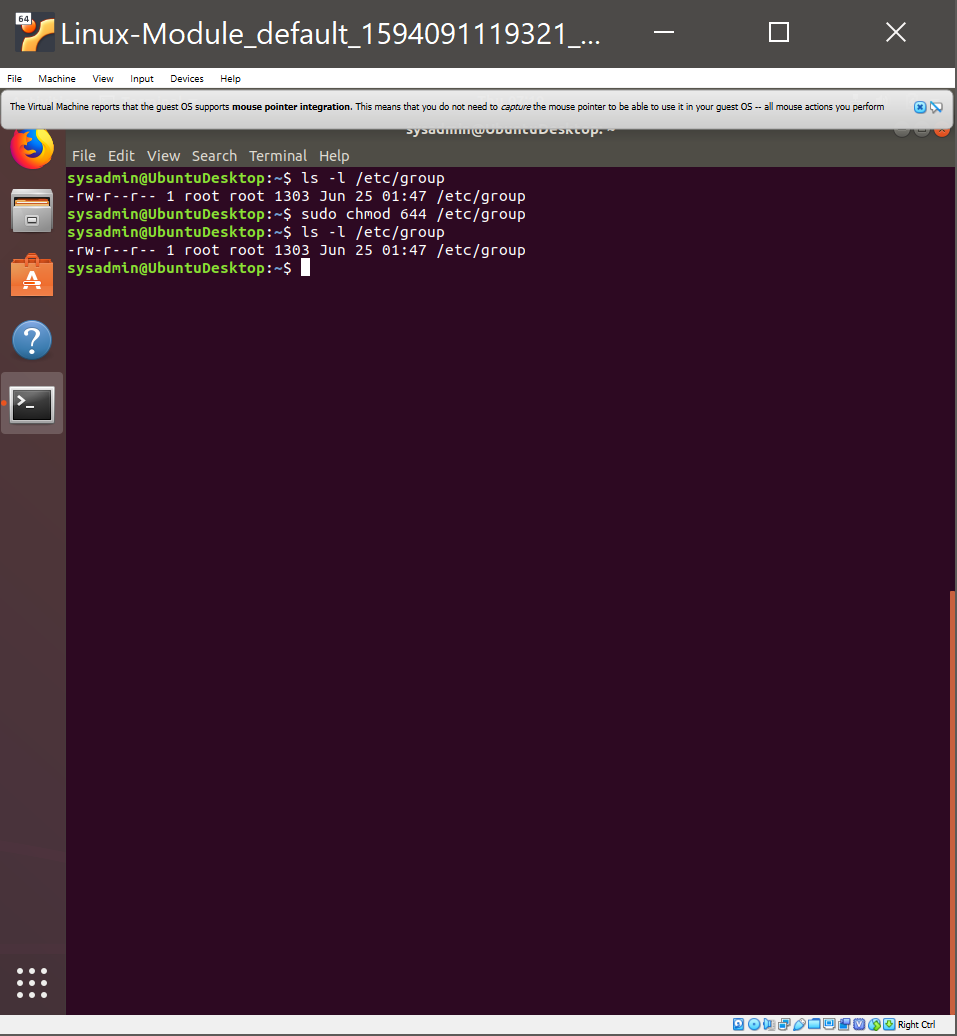 64
Linux-Module_default_1594091119321_...
File Machine View Input Devices Help
The Virtual Machine reports that the guest OS supports mouse pointer integration. This means that you do not need to capture the mouse pointer to be able to use it in your guest OS -- all mouse actions you perform
sysadmin@UbuntuDesktop: ~
File Edit View Search Terminal Help
sysadmin@UbuntuDesktop:~$ ls -l /etc/group
-rw-r--r-- 1 root root 1303 Jun 25 01:47 /etc/group
sysadmin@UbuntuDesktop:~$ sudo chmod 644 /etc/group
sysadmin@UbuntuDesktop:~$ ls -l /etc/group
-rw-r--r-- 1 root root 1303 Jun 25 01:47 /etc/group
sysadmin@UbuntuDesktop:~$
Right Ctrl